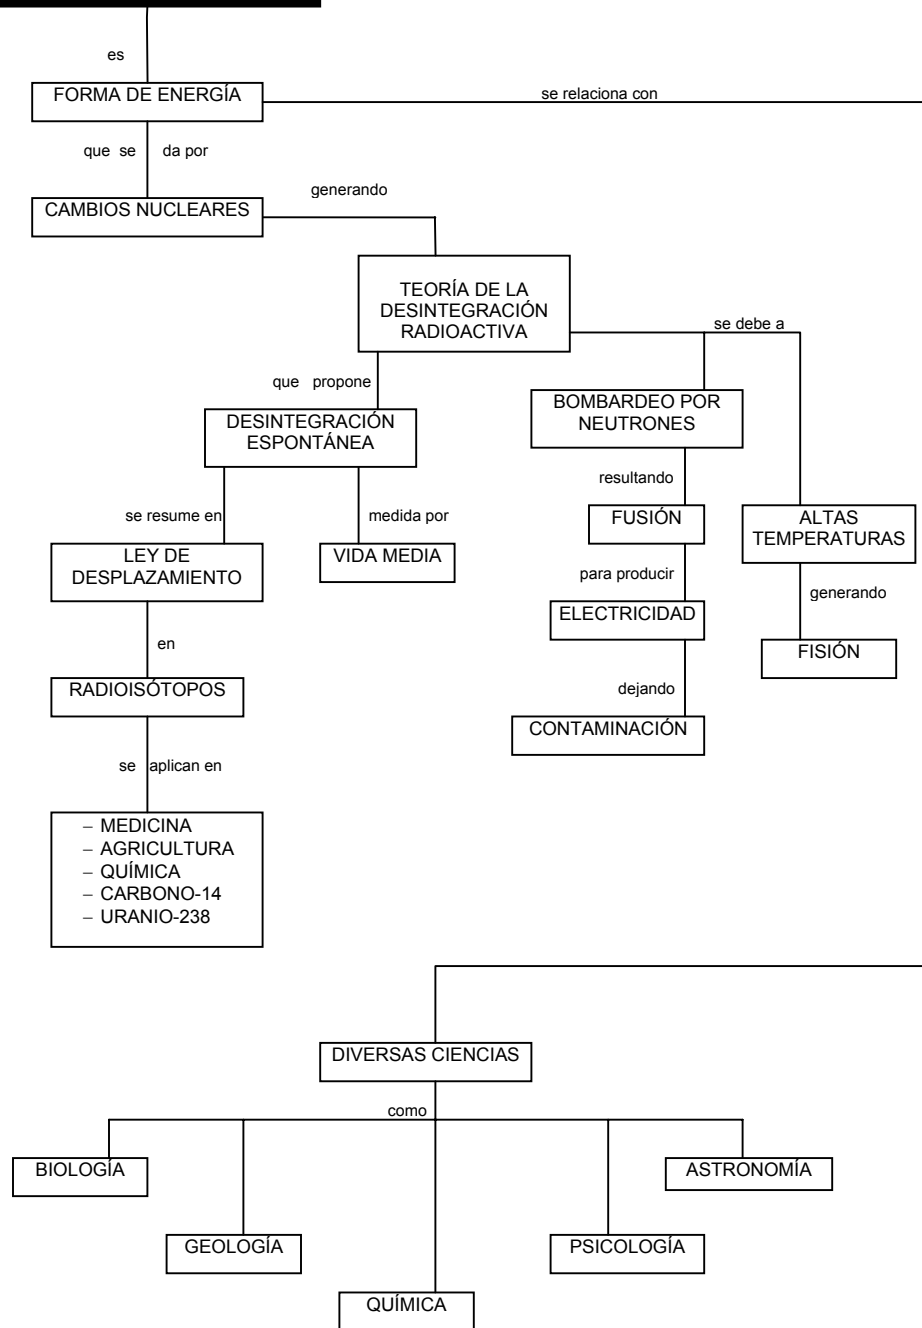 es
FORMA DE ENERGÍA
se relaciona con
que se da por
CAMBIOS NUCLEARES
generando
TEORÍA DE LA
DESINTEGRACIÓN
RADIOACTIVA
se debe a
que propone
DESINTEGRACIÓN
ESPONTÁNEA
BOMBARDEO POR
NEUTRONES
se resume en
medida por
resultando
LEY DE
DESPLAZAMIENTO
VIDA MEDIA
FUSIÓN
ALTAS
TEMPERATURAS
para producir
generando
en
ELECTRICIDAD
FISIÓN
RADIOISÓTOPOS
dejando
CONTAMINACIÓN
se aplican en
– MEDICINA
– AGRICULTURA
– QUÍMICA
– CARBONO-14
– URANIO-238
DIVERSAS CIENCIAS
como
BIOLOGÍA
ASTRONOMÍA
GEOLOGÍA
PSICOLOGÍA
QUÍMICA